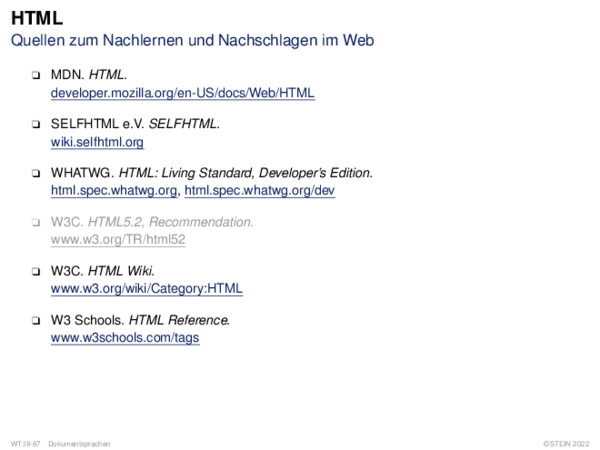 HTML
Quellen zum Nachlernen und Nachschlagen im Web
❑ MDN. HTML.
developer.mozilla.org/en-US/docs/Web/HTML
❑ SELFHTML e.V. SELFHTML.
wiki.selfhtml.org
❑ WHATWG. HTML: Living Standard, Developer's Edition.
html.spec.whatwg.org, html.spec.whatwg.org/dev
❑ W3C. HTML5.2, Recommendation.
www.w3.org/TR/html52
❑ W3C. HTML Wiki.
www.w3.org/wiki/Category:HTML
❑ W3 Schools. HTML Reference.
www.w3schools.com/tags
WT:III-87 Dokumentsprachen
©STEIN 2022